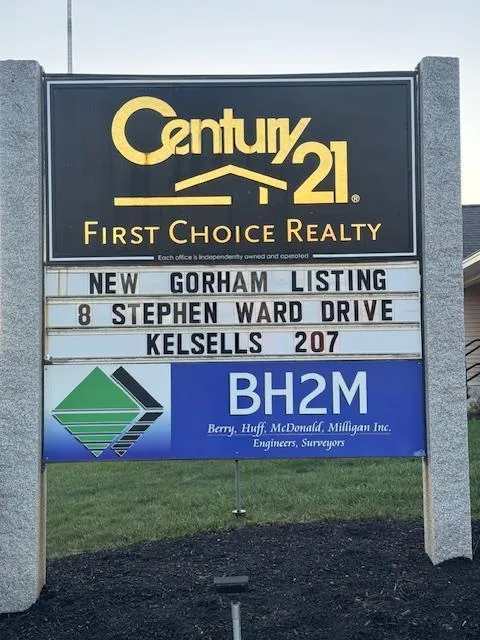 Century 21®
First Choice Realty
Each office is independently owned and operated
NEW GORHAM LISTING
8 STEPHEN WARD DRIVE
KELSELLS 207
BH2M
Berry, Huff, McDonald, Milligan Inc.
Engineers, Surveyors